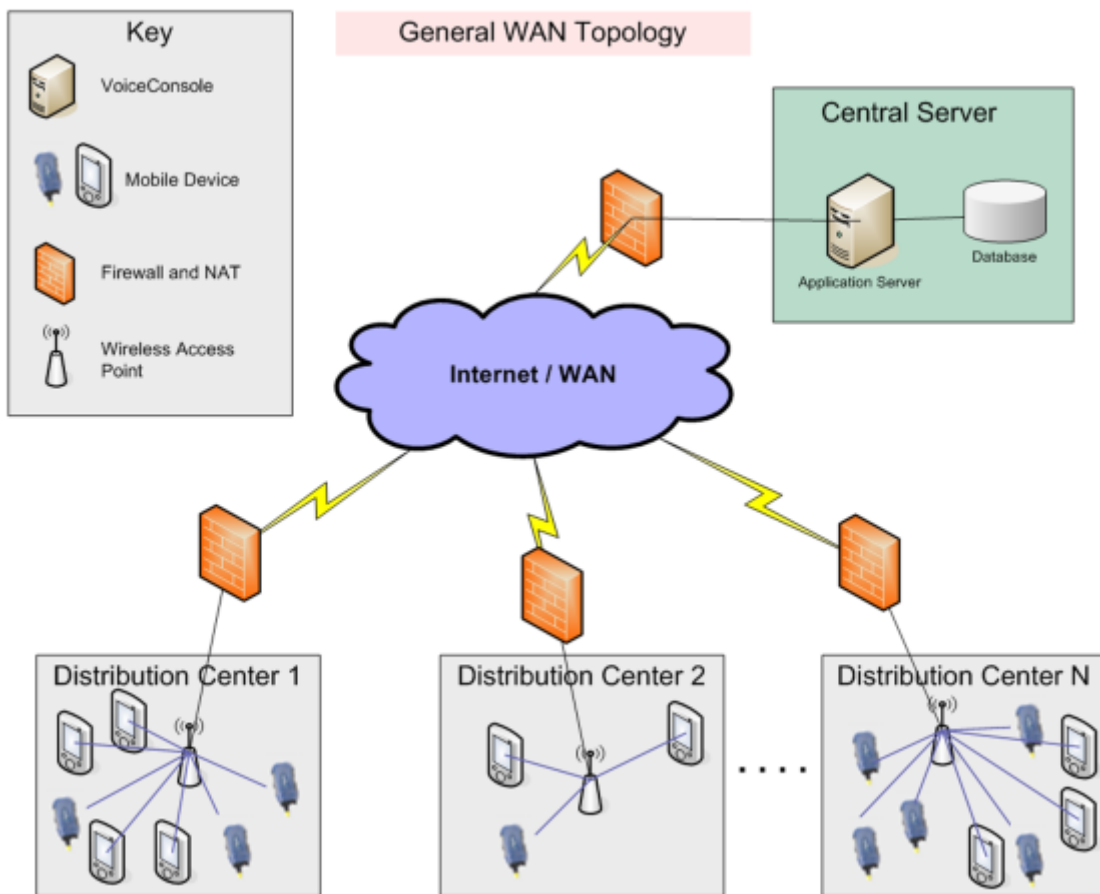 Key
VoiceConsole
Mobile Device
Firewall and NAT
Wireless Access
Point
General WAN Topology
Central Server
Application Server
Database
Internet / WAN
Distribution Center 1
Distribution Center 2
. . . .
Distribution Center N